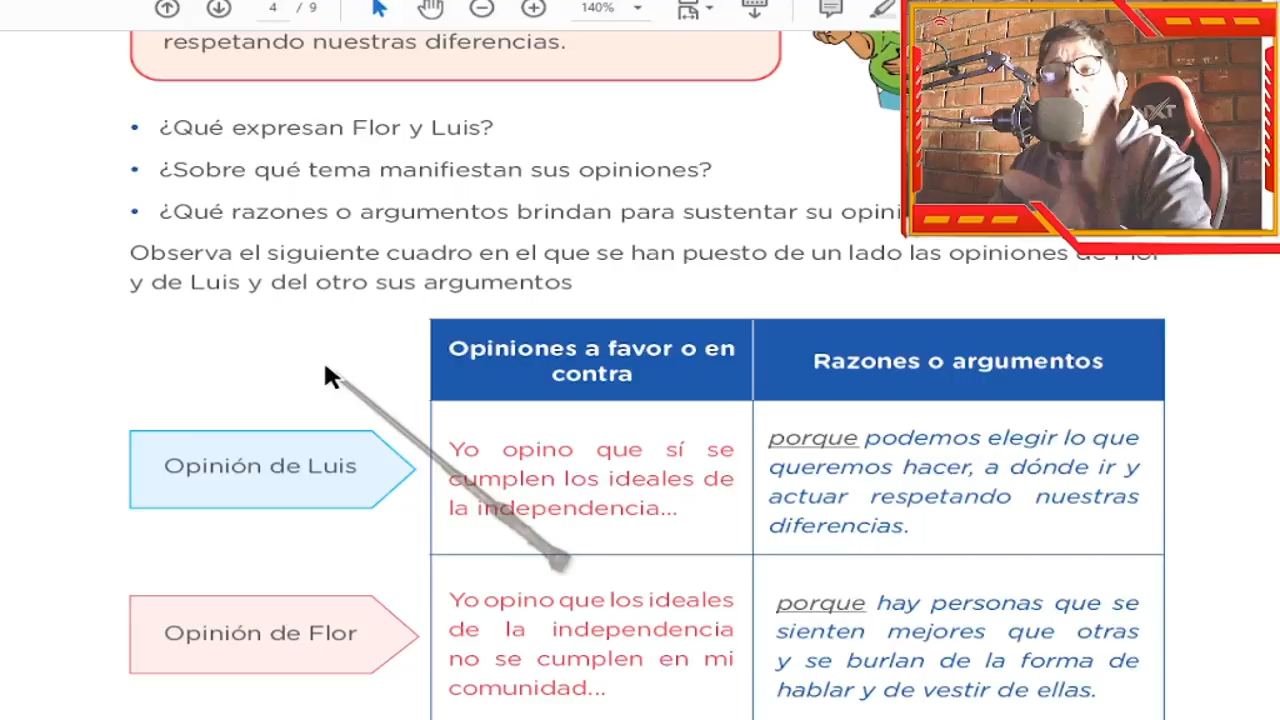 4 / 9
140%
respetando nuestras diferencias.
• ¿Qué expresan Flor y Luis?
• ¿Sobre qué tema manifiestan sus opiniones?
• ¿Qué razones o argumentos brindan para sustentar su opini
Observa el siguiente cuadro en el que se han puesto de un lado las opiniones de Flor
y de Luis y del otro sus argumentos
Opiniones a favor o en
contra
Razones o argumentos
Opinión de Luis
Yo opino que sí se
cumplen los ideales de
la independencia...
porque podemos elegir lo que
queremos hacer, a dónde ir y
actuar respetando nuestras
diferencias.
Opinión de Flor
Yo opino que los ideales
de la independencia
no se cumplen en mi
comunidad...
porque hay personas que se
sienten mejores que otras
y se burlan de la forma de
hablar y de vestir de ellas.